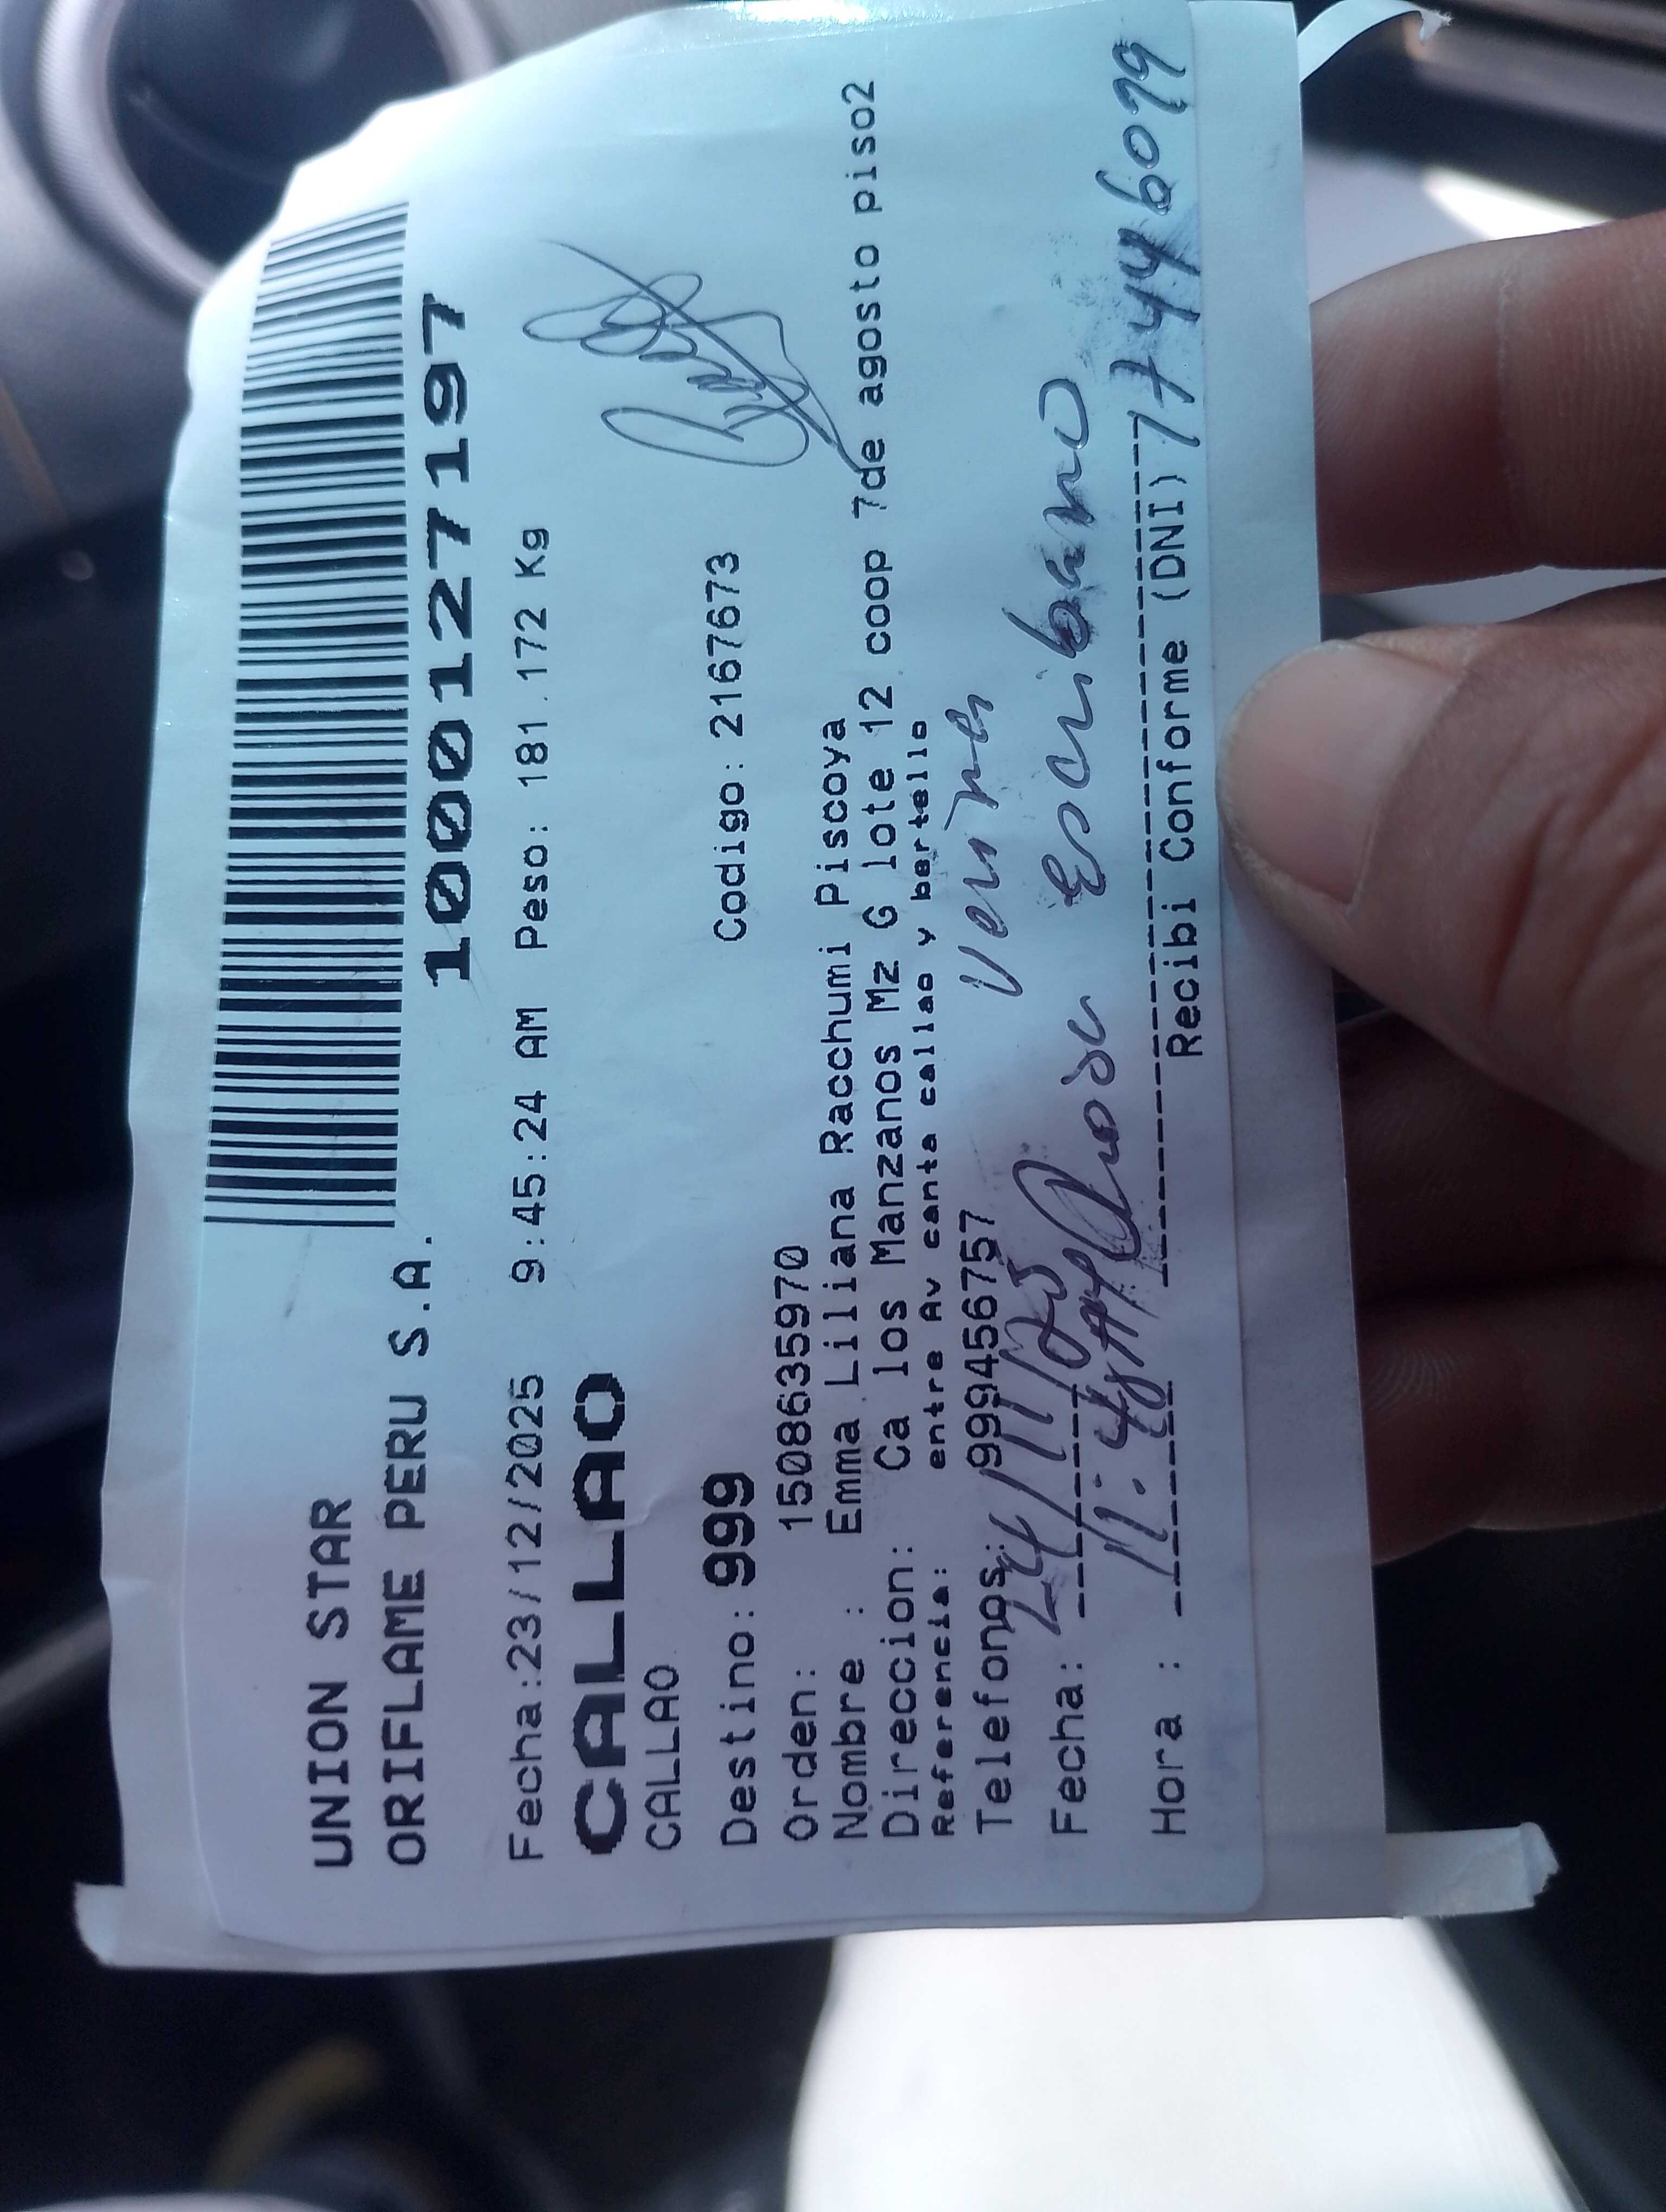 UNION STAR
ORIFLAME PERU S.A.
1000127197
Fecha:23/12/2025 9:45:24 AM Peso: 181.172 Kg
CALLAO
CALLAO
Destino: 999 Codigo: 2167673
Orden: 1508635970
Nombre : Emma Liliana Racchumi Piscoya
Direccion: Ca los Manzanos Mz G lote 12 coop 7de agosto piso2
Referencia: entre Av canta callao y bertello
Telefonos: 999456757
Fecha: 24/11/25
Hora : 11:48
Escribano
Recibi Conforme (DNI)